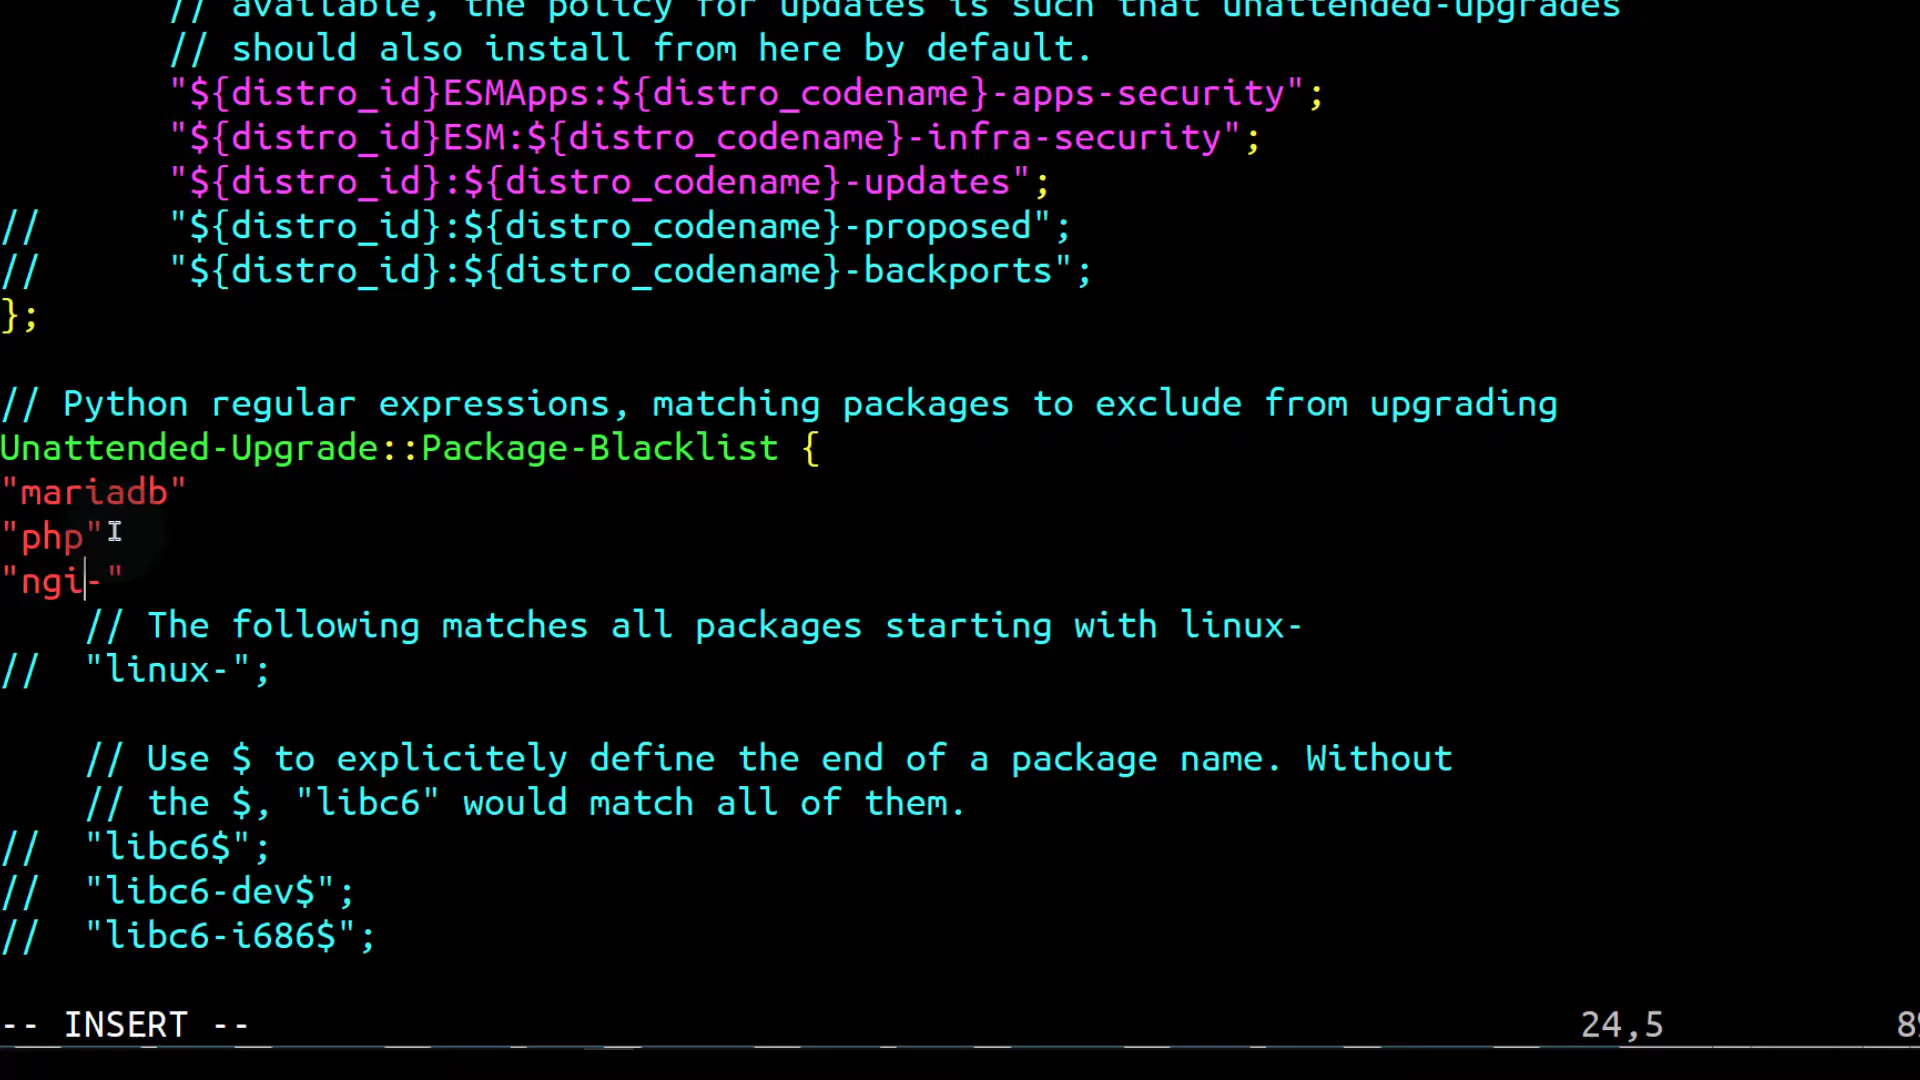 // available, the policy for updates is such that unattended-upgrades
// should also install from here by default.
"${distro_id}ESMApps:${distro_codename}-apps-security";
"${distro_id}ESM:${distro_codename}-infra-security";
"${distro_id}:${distro_codename}-updates";
// "${distro_id}:${distro_codename}-proposed";
// "${distro_id}:${distro_codename}-backports";
};
// Python regular expressions, matching packages to exclude from upgrading
Unattended-Upgrade::Package-Blacklist {
"mariadb"
"php"
"ngi-"
// The following matches all packages starting with linux-
// "linux-";
// Use $ to explicitely define the end of a package name. Without
// the $, "libc6" would match all of them.
// "libc6$";
// "libc6-dev$";
// "libc6-i686$";
-- INSERT -- 24,5